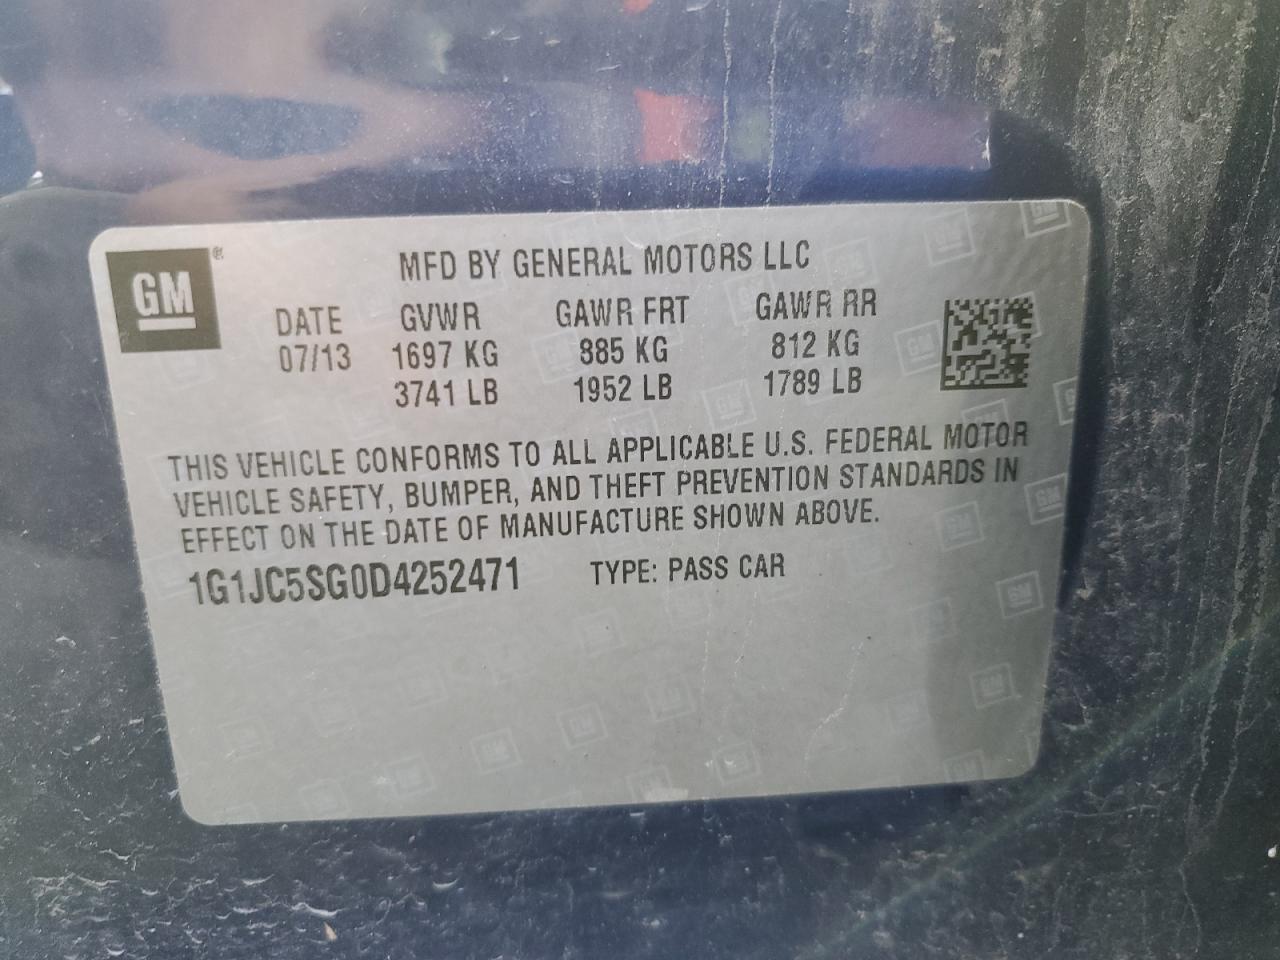 GM®
MFD BY GENERAL MOTORS LLC
DATE GVWR GAWR FRT GAWR RR
07/13 1697 KG 885 KG 812 KG
3741 LB 1952 LB 1789 LB
THIS VEHICLE CONFORMS TO ALL APPLICABLE U.S. FEDERAL MOTOR
VEHICLE SAFETY, BUMPER, AND THEFT PREVENTION STANDARDS IN
EFFECT ON THE DATE OF MANUFACTURE SHOWN ABOVE.
1G1JC5SG0D4252471 TYPE: PASS CAR